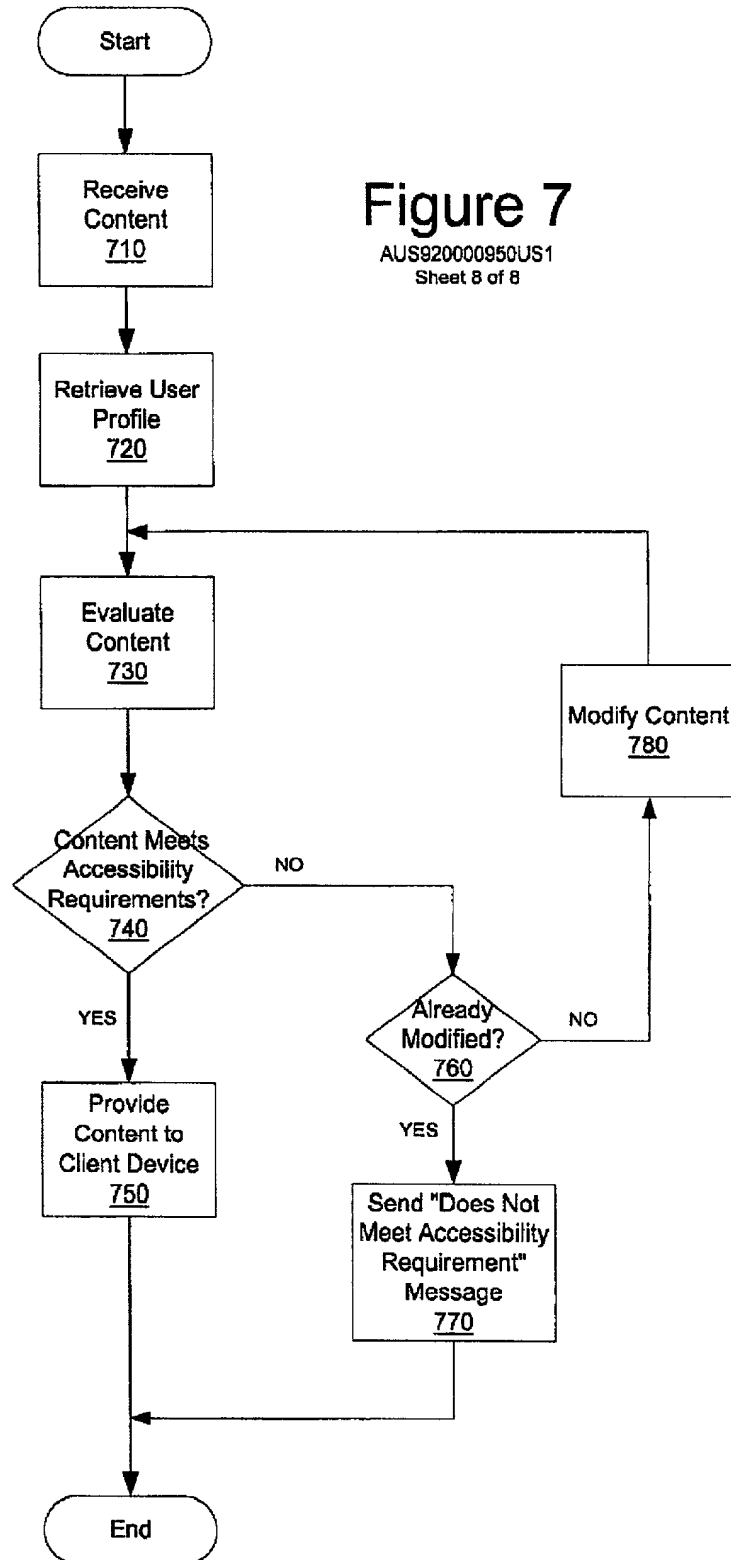 Start
Figure 7
AUS920000950US1
Sheet 8 of 8
Receive
Content
710
Retrieve User
Profile
720
Evaluate
Content
730
Modify Content
780
Content Meets
Accessibility
Requirements?
740
NO
YES
Already
Modified?
760
NO
YES
Provide
Content to
Client Device
750
Send "Does Not
Meet Accessibility
Requirement"
Message
770
End